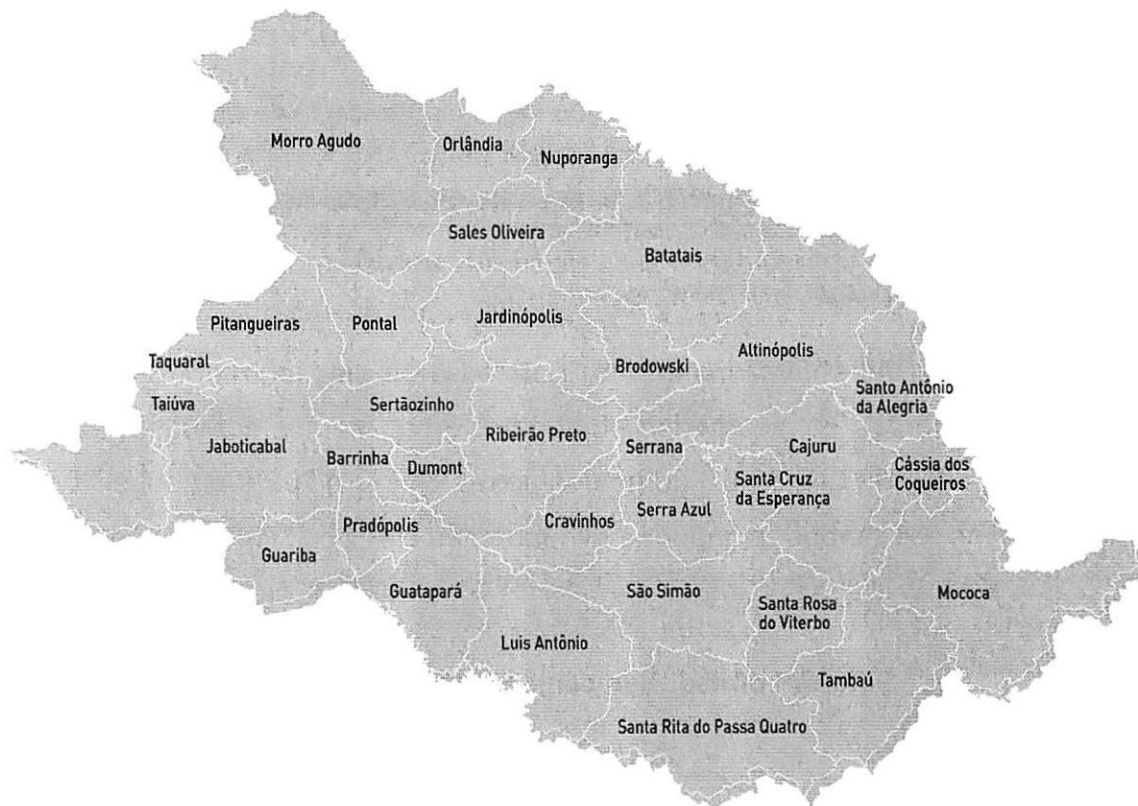 Morro Agudo
Orlândia
Nuporanga
Sales Oliveira
Batatais
Pitangueiras
Pontal
Jardinópolis
Taquaral
Brodowski
Altinópolis
Taiúva
Sertãozinho
Santo Antônio
da Alegria
Jaboticabal
Ribeirão Preto
Serrana
Cajuru
Barrinha
Dumont
Santa Cruz
da Esperança
Cássia dos
Coqueiros
Pradópolis
Cravinhos
Serra Azul
Guariba
Guatapará
São Simão
Santa Rosa
do Viterbo
Mococa
Luis Antônio
Tambaú
Santa Rita do Passa Quatro